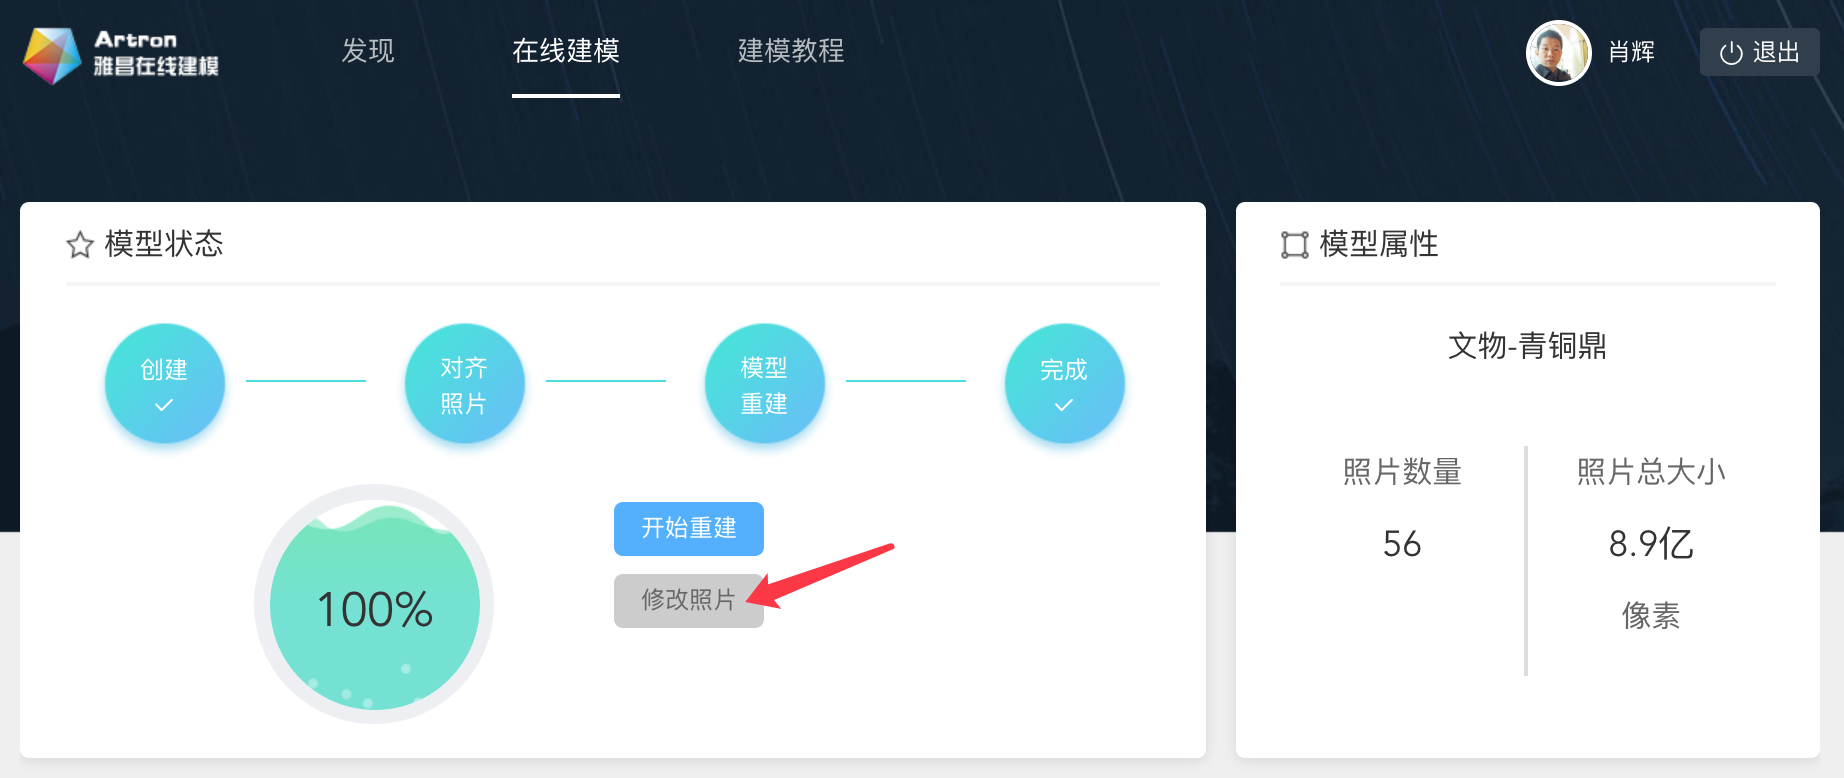 Artron
雅昌在线建模
发现
在线建模
建模教程
肖辉
退出
模型状态
创建
对齐
照片
模型
重建
完成
100%
开始重建
修改照片
模型属性
文物-青铜鼎
照片数量
56
照片总大小
8.9亿
像素